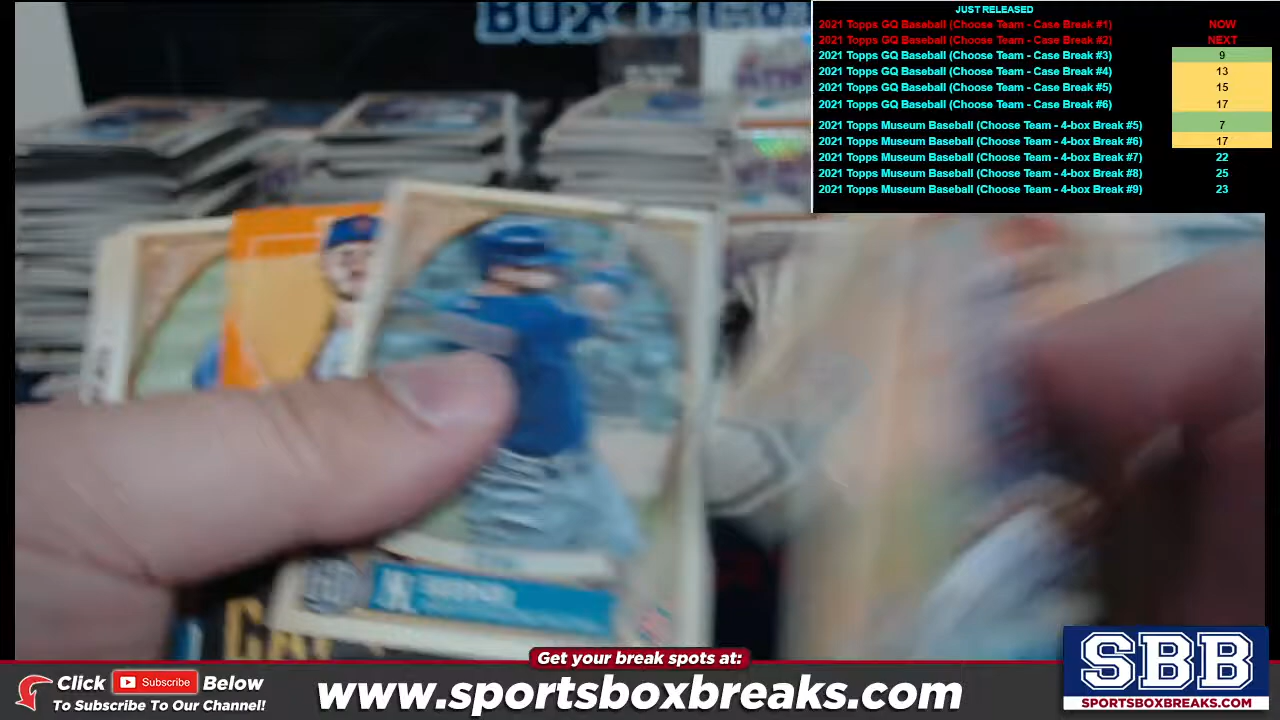 JUST RELEASED
2021 Topps GQ Baseball (Choose Team - Case Break #1) NOW
2021 Topps GQ Baseball (Choose Team - Case Break #2) NEXT
2021 Topps GQ Baseball (Choose Team - Case Break #3) 9
2021 Topps GQ Baseball (Choose Team - Case Break #4) 13
2021 Topps GQ Baseball (Choose Team - Case Break #5) 15
2021 Topps GQ Baseball (Choose Team - Case Break #6) 17
2021 Topps Museum Baseball (Choose Team - 4-box Break #5) 7
2021 Topps Museum Baseball (Choose Team - 4-box Break #6) 17
2021 Topps Museum Baseball (Choose Team - 4-box Break #7) 22
2021 Topps Museum Baseball (Choose Team - 4-box Break #8) 25
2021 Topps Museum Baseball (Choose Team - 4-box Break #9) 23
Get your break spots at:
Click Subscribe Below
To Subscribe To Our Channel!
www.sportsboxbreaks.com
SBB
SPORTSBOXBREAKS.COM